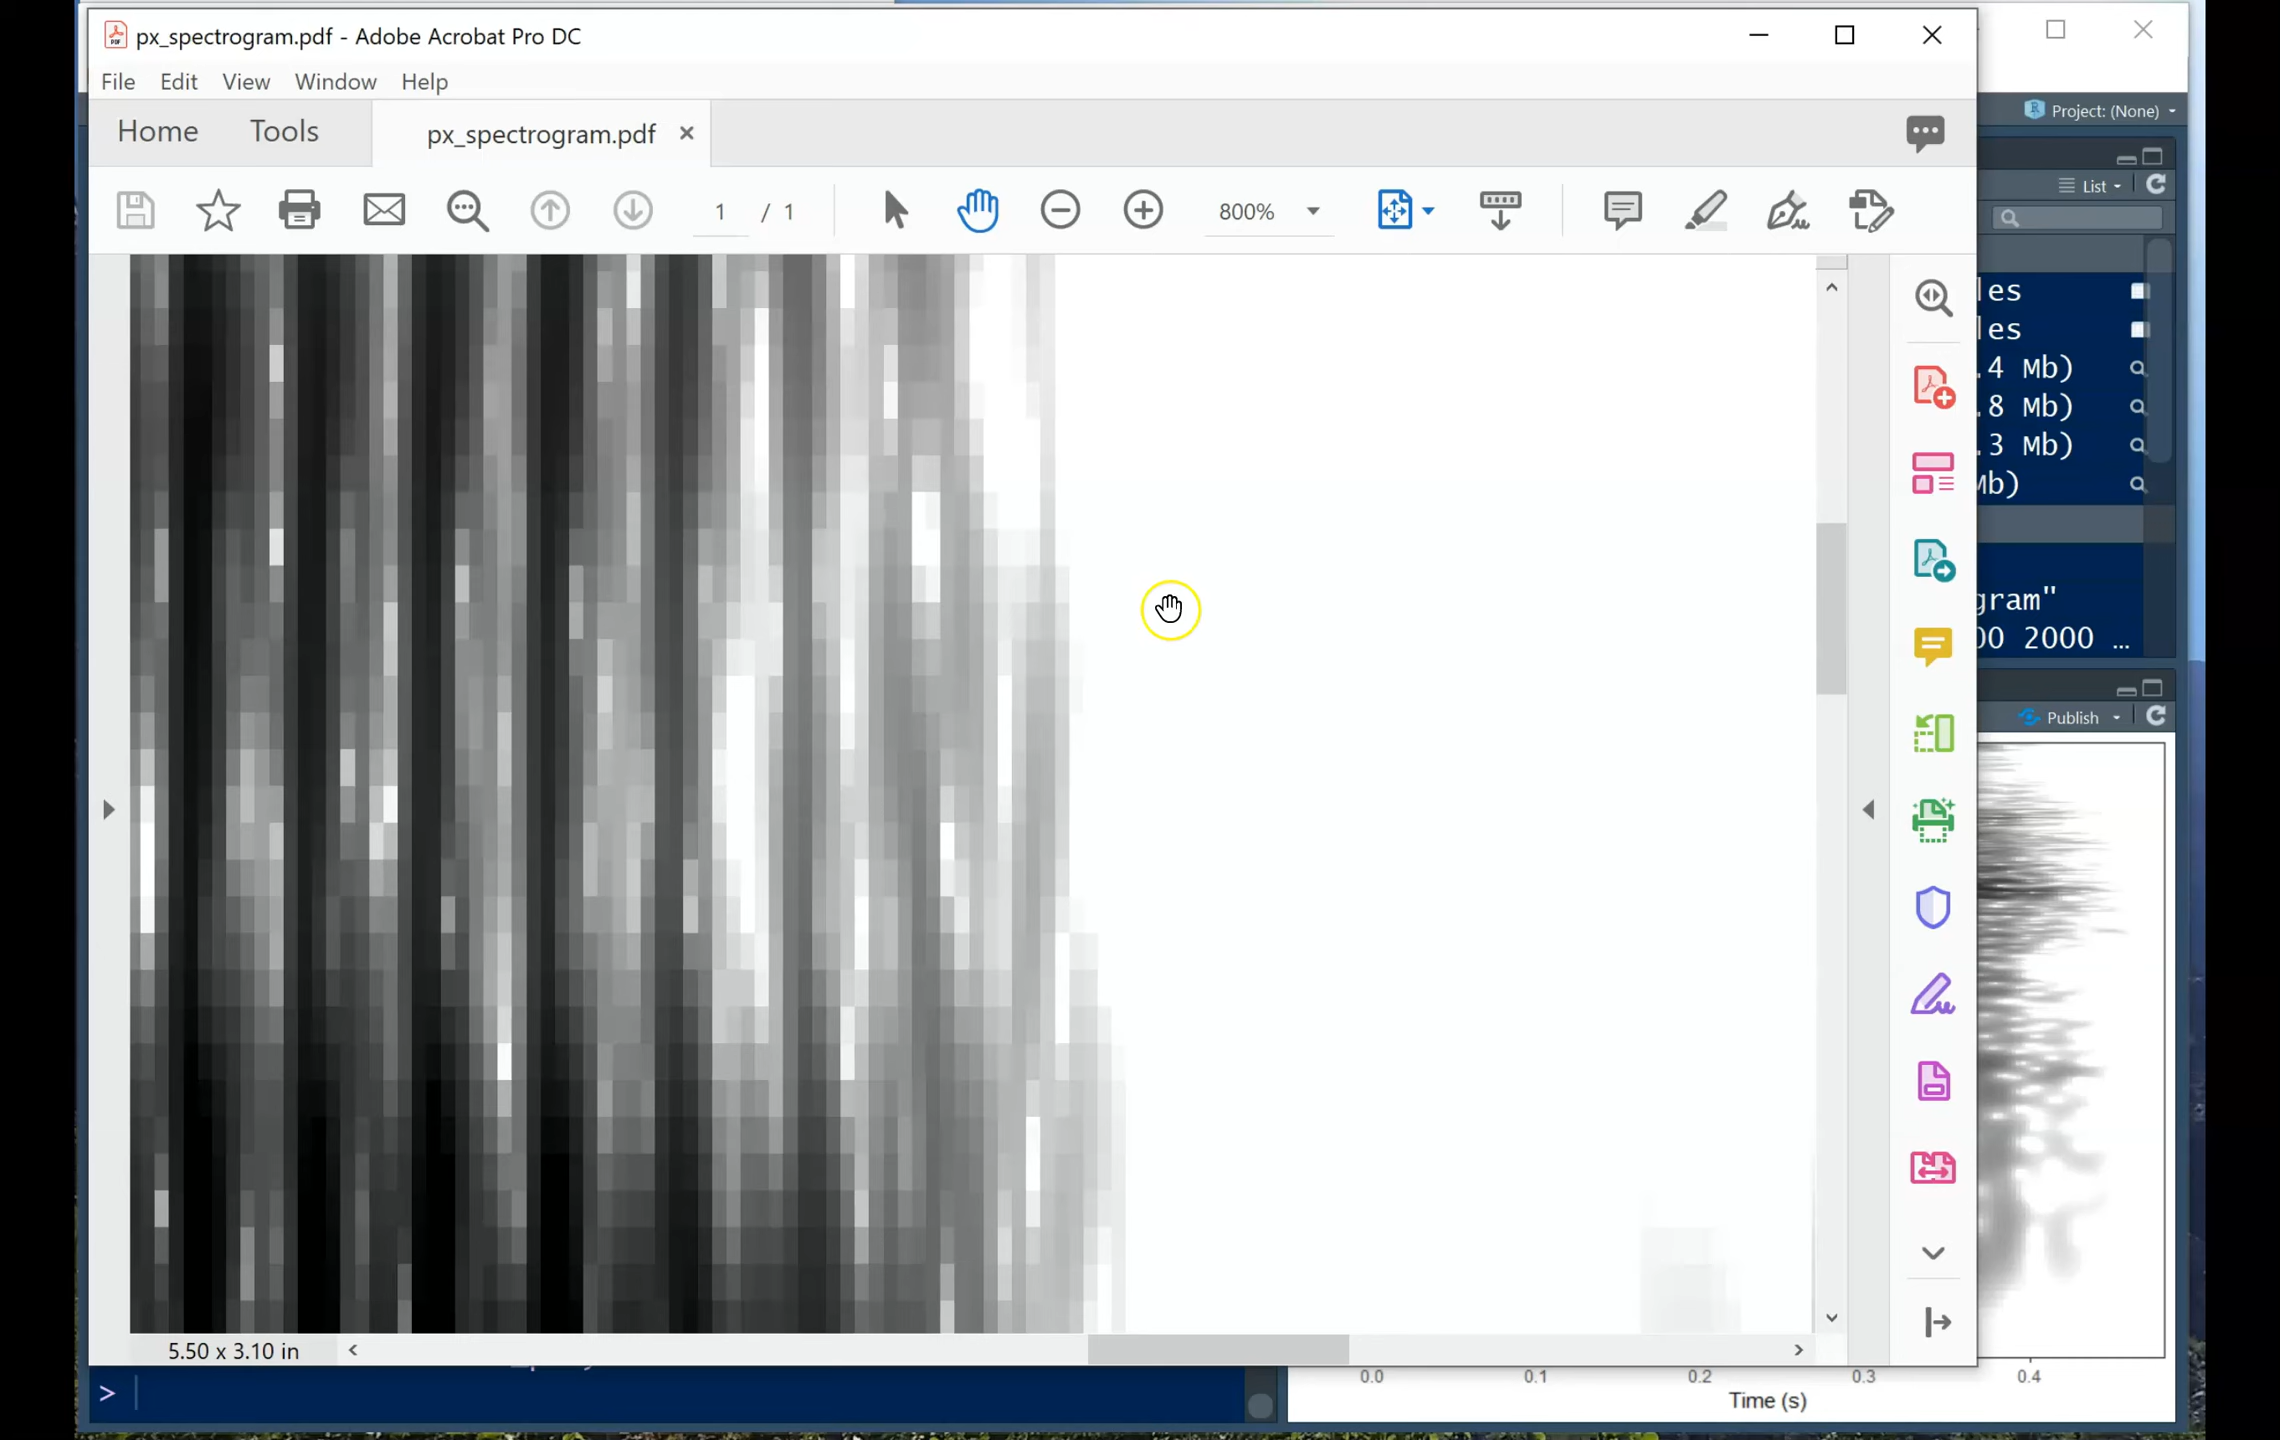 px_spectrogram.pdf - Adobe Acrobat Pro DC
File Edit View Window Help
Project: (None)
Home Tools px_spectrogram.pdf
List
1 / 1 800%
les
les
.4 Mb)
.8 Mb)
.3 Mb)
Mb)
gram"
00 2000 ...
Publish
5.50 x 3.10 in
>
0.0 0.1 0.2 0.3 0.4
Time (s)